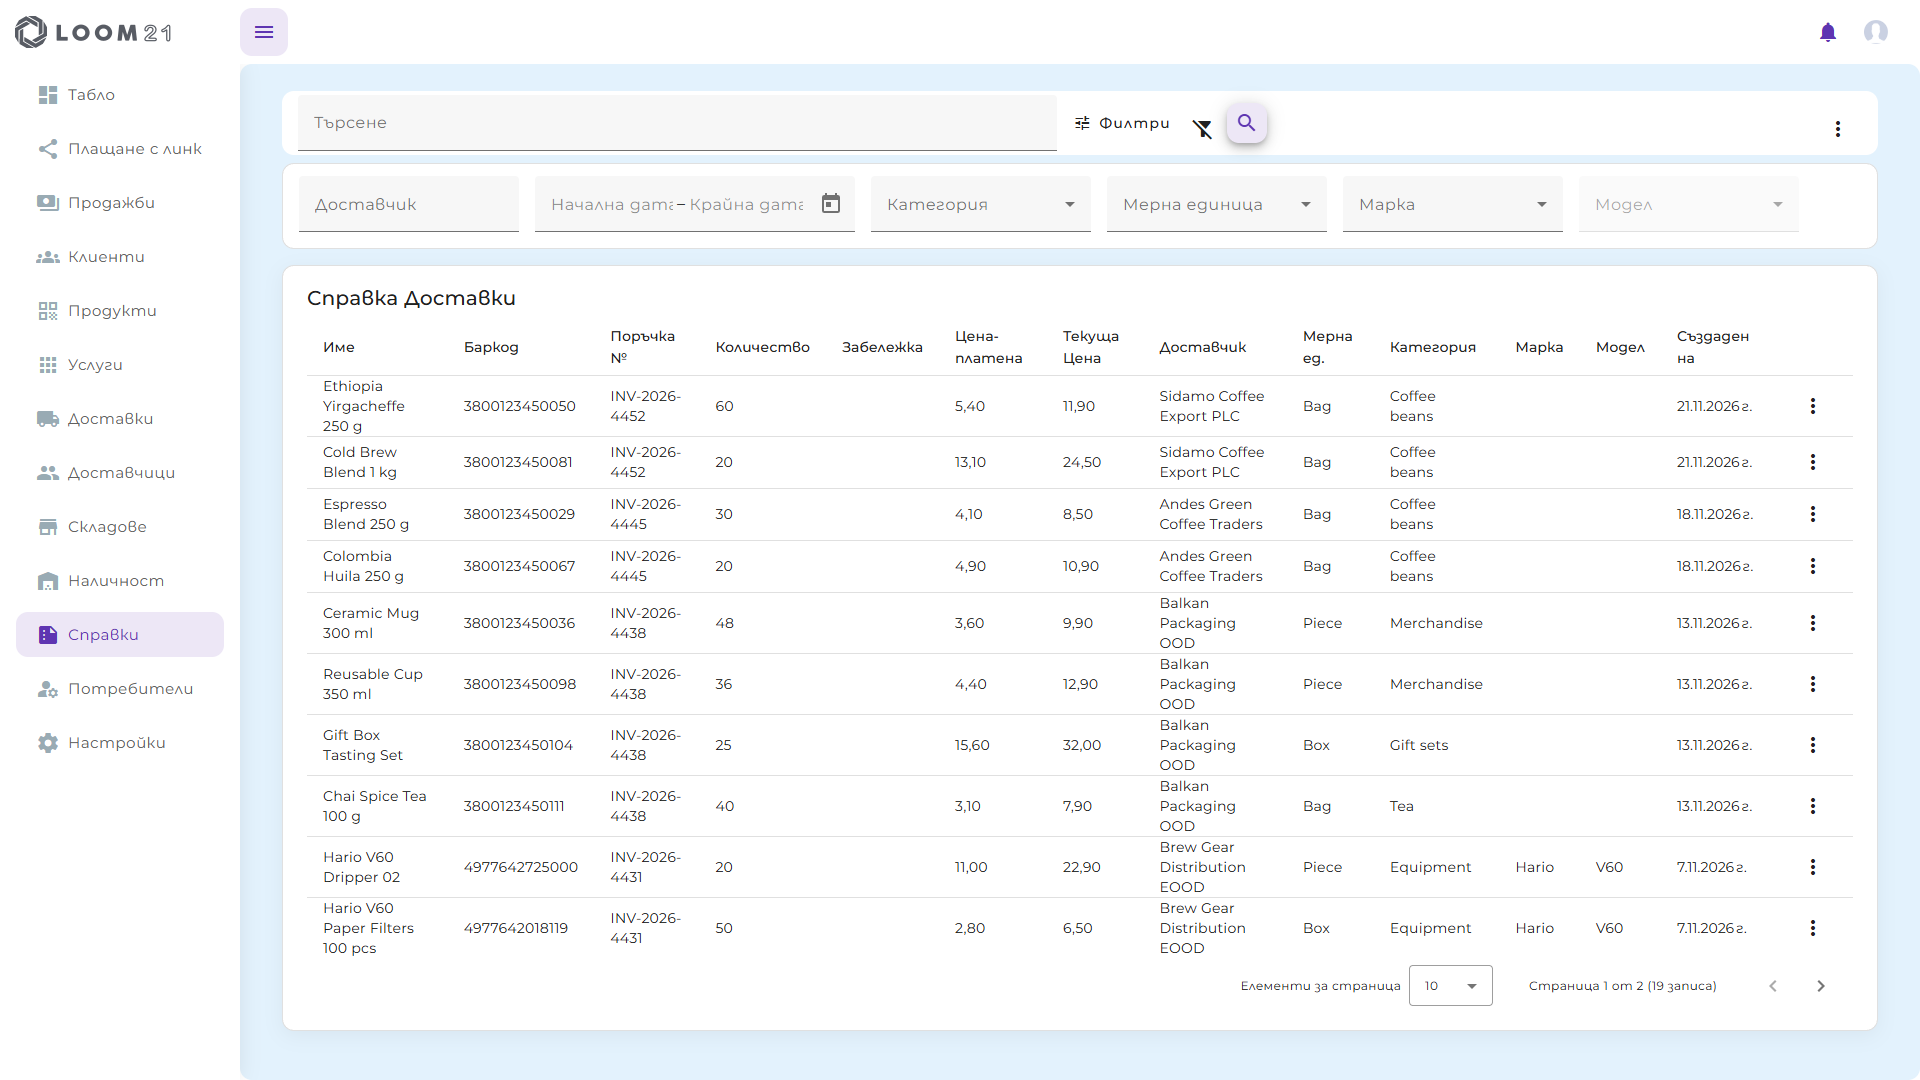 LOOM 21
Табло
Плащане с линк
Продажби
Клиенти
Продукти
Услуги
Доставки
Доставчици
Складове
Наличност
Справки
Потребители
Настройки
Търсене
Филтри
Доставчик
Начална дата – Крайна дата
Категория
Мерна единица
Марка
Модел
Справка Доставки
Име Баркод Поръчка № Количество Забележка Цена-платена Текуща Цена Доставчик Мерна ед. Категория Марка Модел Създаден на
Ethiopia Yirgacheffe 250 g 3800123450050 INV-2026-4452 60 5,40 11,90 Sidamo Coffee Export PLC Bag Coffee beans 21.11.2026 г.
Cold Brew Blend 1 kg 3800123450081 INV-2026-4452 20 13,10 24,50 Sidamo Coffee Export PLC Bag Coffee beans 21.11.2026 г.
Espresso Blend 250 g 3800123450029 INV-2026-4445 30 4,10 8,50 Andes Green Coffee Traders Bag Coffee beans 18.11.2026 г.
Colombia Huila 250 g 3800123450067 INV-2026-4445 20 4,90 10,90 Andes Green Coffee Traders Bag Coffee beans 18.11.2026 г.
Ceramic Mug 300 ml 3800123450036 INV-2026-4438 48 3,60 9,90 Balkan Packaging OOD Piece Merchandise 13.11.2026 г.
Reusable Cup 350 ml 3800123450098 INV-2026-4438 36 4,40 12,90 Balkan Packaging OOD Piece Merchandise 13.11.2026 г.
Gift Box Tasting Set 3800123450104 INV-2026-4438 25 15,60 32,00 Balkan Packaging OOD Box Gift sets 13.11.2026 г.
Chai Spice Tea 100 g 3800123450111 INV-2026-4438 40 3,10 7,90 Balkan Packaging OOD Bag Tea 13.11.2026 г.
Hario V60 Dripper 02 4977642725000 INV-2026-4431 20 11,00 22,90 Brew Gear Distribution EOOD Piece Equipment Hario V60 7.11.2026 г.
Hario V60 Paper Filters 100 pcs 4977642018119 INV-2026-4431 50 2,80 6,50 Brew Gear Distribution EOOD Box Equipment Hario V60 7.11.2026 г.
Елементи за страница 10 Страница 1 от 2 (19 записа)